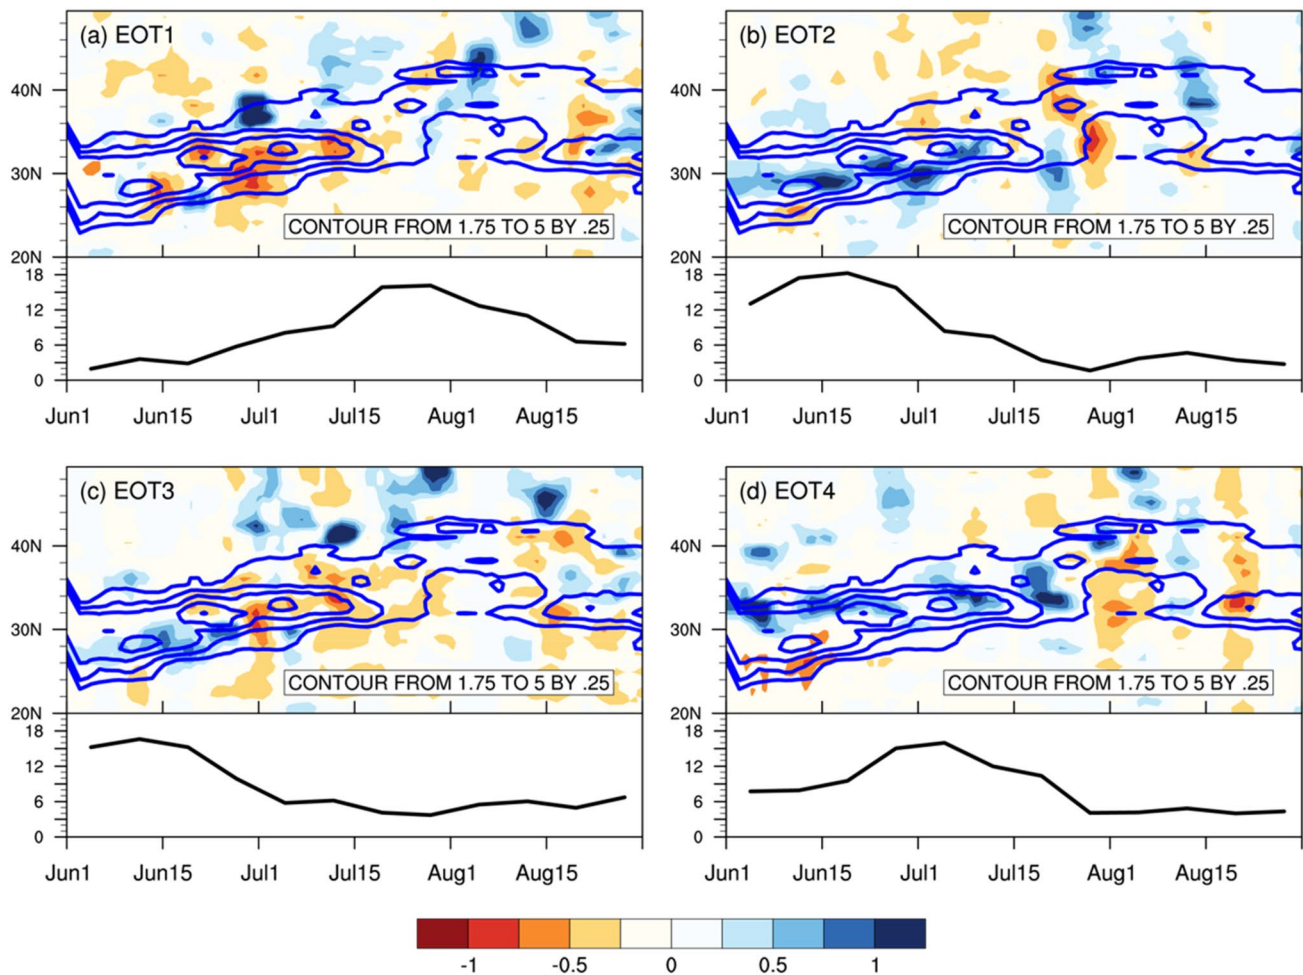 (a) EOT1
(b) EOT2
40N
40N
30N
30N
CONTOUR FROM 1.75 TO 5 BY .25
CONTOUR FROM 1.75 TO 5 BY .25
20N
20N
18
18
12
12
6
6
0
0
Jun1 Jun15 Jul1 Jul15 Aug1 Aug15
Jun1 Jun15 Jul1 Jul15 Aug1 Aug15
(c) EOT3
(d) EOT4
40N
40N
30N
30N
CONTOUR FROM 1.75 TO 5 BY .25
CONTOUR FROM 1.75 TO 5 BY .25
20N
20N
18
18
12
12
6
6
0
0
Jun1 Jun15 Jul1 Jul15 Aug1 Aug15
Jun1 Jun15 Jul1 Jul15 Aug1 Aug15
-1 -0.5 0 0.5 1